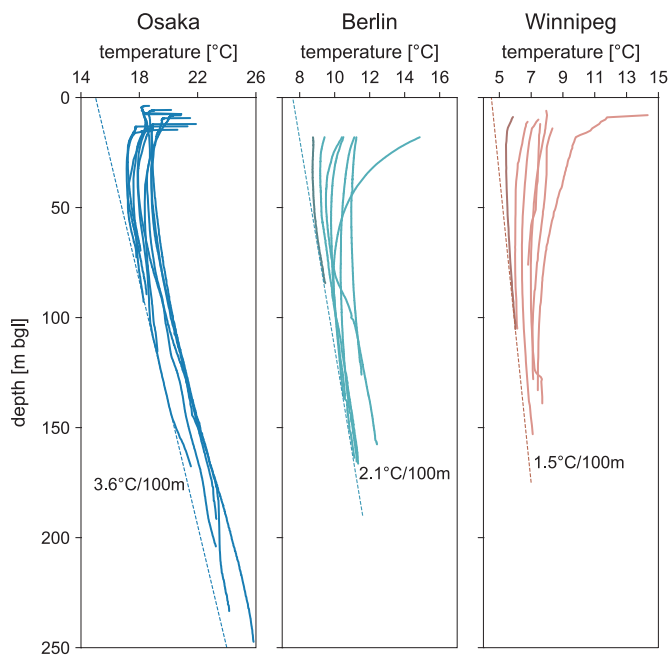 Osaka Berlin Winnipeg
temperature [°C] temperature [°C] temperature [°C]
14 18 22 26 8 10 12 14 16 5 7 9 11 13 15
0
50
100
150
200
250
depth [m bgl]
3.6°C/100m
2.1°C/100m
1.5°C/100m